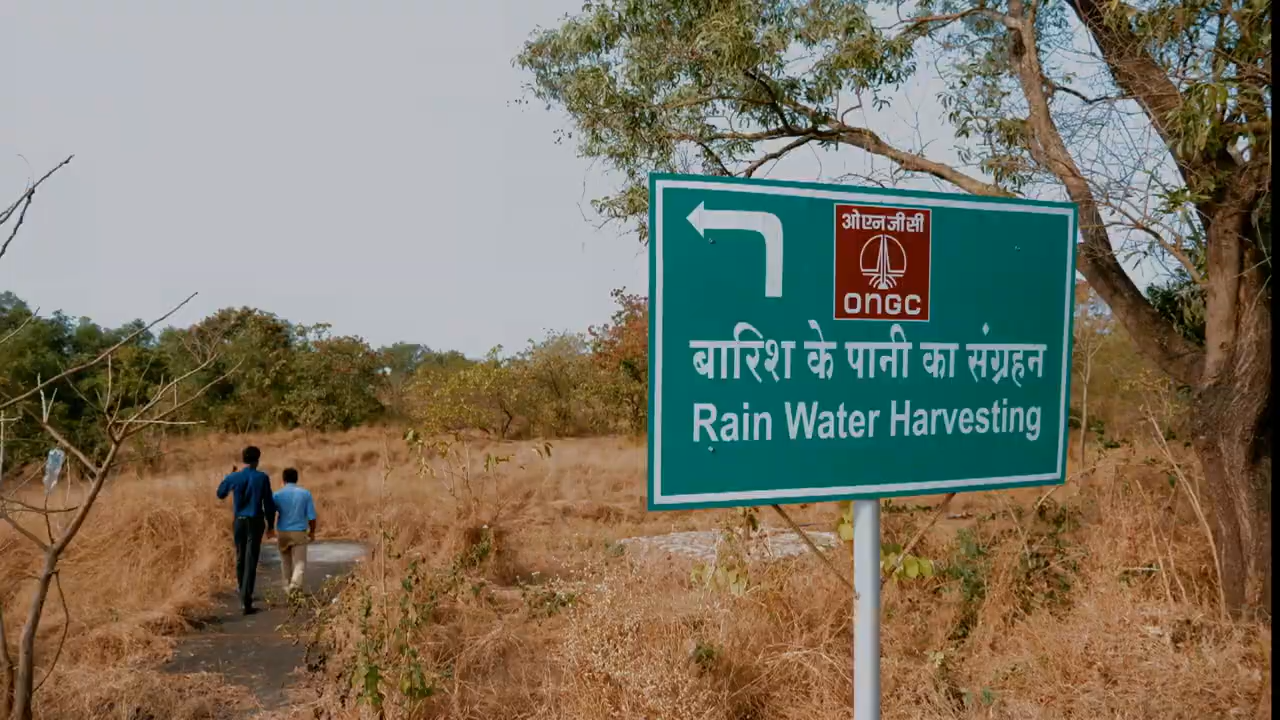 ओएनजीसी
ONGC
बारिश के पानी का संग्रहन
Rain Water Harvesting